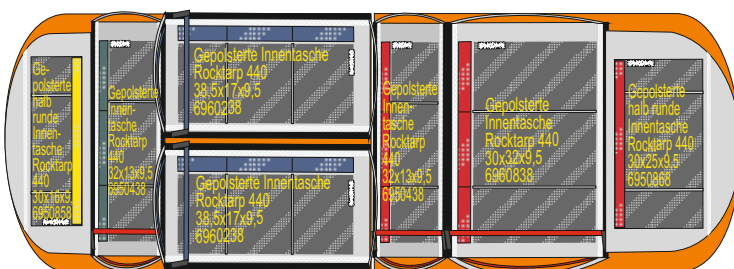 Ge-
polsterte
halb
runde
Innen-
tasche
Rocktarp
440
30x16x9,5
6950858
Gepolsterte
Innen-
tasche
Rocktarp
440
32x13x9,5
6950438
Gepolsterte Innentasche
Rocktarp 440
38,5x17x9,5
6960238
Gepolsterte Innentasche
Rocktarp 440
38,5x17x9,5
6960238
Gepolsterte
Innen-
tasche
Rocktarp
440
32x13x9,5
6950438
Gepolsterte
Innentasche
Rocktarp 440
30x32x9,5
6960838
Gepolsterte
halb runde
Innentasche
Rocktarp 440
30x25x9,5
6950868